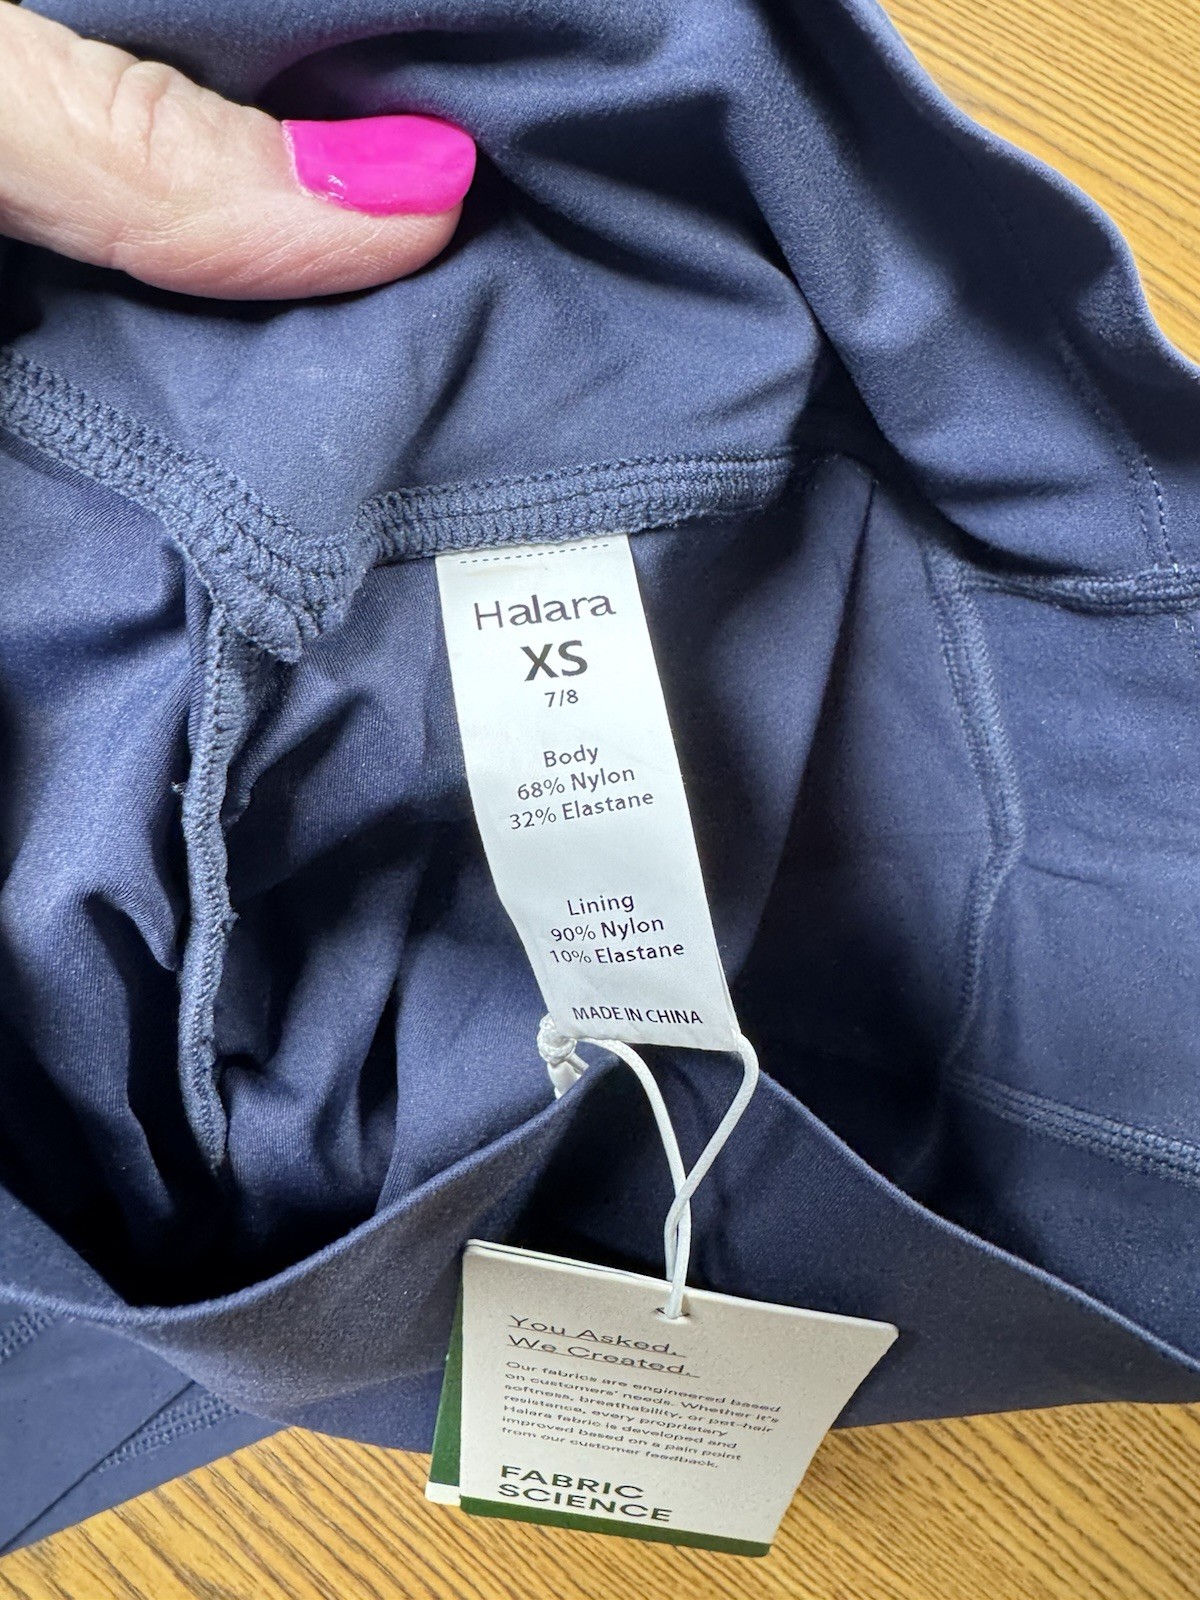 Halara
XS
7/8
Body
68% Nylon
32% Elastane
Lining
90% Nylon
10% Elastane
MADE IN CHINA
You Asked.
We Created.
Our fabrics are engineered based
on customers' needs. Whether it's
softness, breathability, or pet-hair
resistance, every proprietary
Halara fabric is developed and
improved based on a pain point
from our customer feedback.
FABRIC
SCIENCE